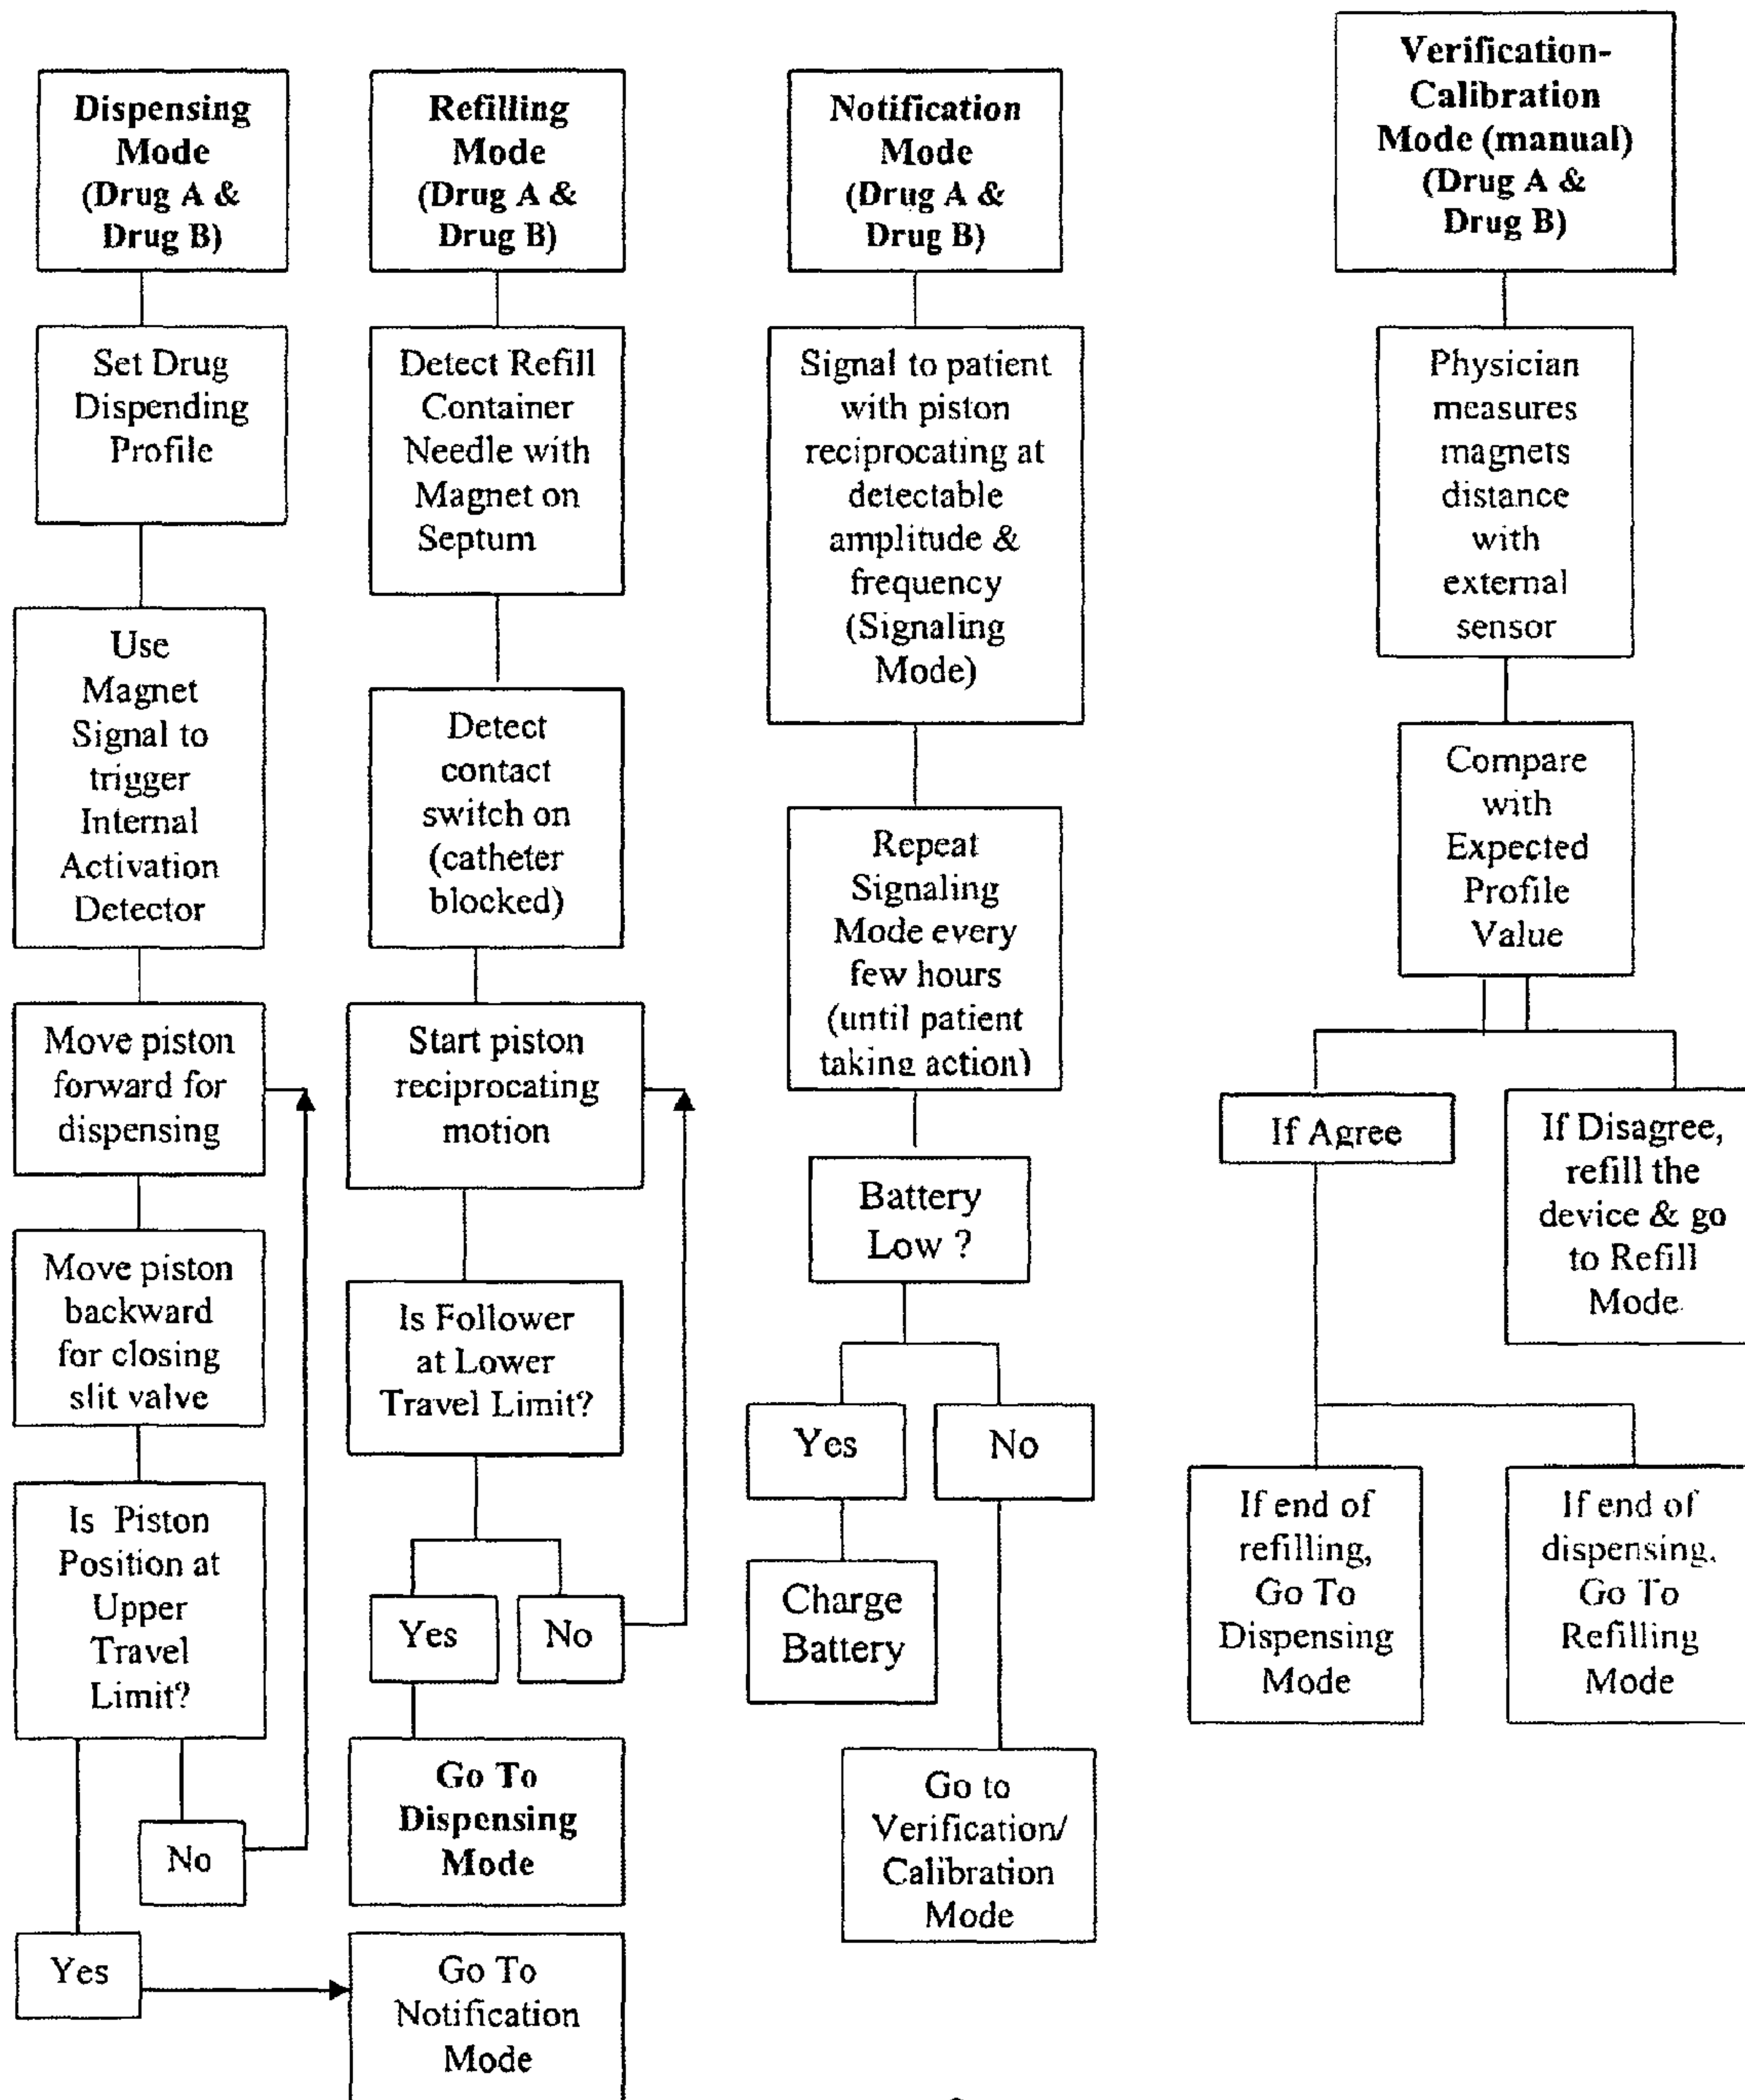 Dispensing
Mode
(Drug A &
Drug B)
Set Drug
Dispending
Profile
Use
Magnet
Signal to
trigger
Internal
Activation
Detector
Move piston
forward for
dispensing
Move piston
backward
for closing
slit valve
Is Piston
Position at
Upper
Travel
Limit?
No
Yes
Go To
Notification
Mode
Refilling
Mode
(Drug A &
Drug B)
Detect Refill
Container
Needle with
Magnet on
Septum
Detect
contact
switch on
(catheter
blocked)
Start piston
reciprocating
motion
Is Follower
at Lower
Travel Limit?
Yes
No
Go To
Dispensing
Mode
Notification
Mode
(Drug A &
Drug B)
Signal to patient
with piston
reciprocating at
detectable
amplitude &
frequency
(Signaling
Mode)
Repeat
Signaling
Mode every
few hours
(until patient
taking action)
Battery
Low ?
Yes
No
Charge
Battery
Go to
Verification/
Calibration
Mode
Verification-
Calibration
Mode (manual)
(Drug A &
Drug B)
Physician
measures
magnets
distance
with
external
sensor
Compare
with
Expected
Profile
Value
If Agree
If Disagree,
refill the
device & go
to Refill
Mode
If end of
refilling,
Go To
Dispensing
Mode
If end of
dispensing,
Go To
Refilling
Mode